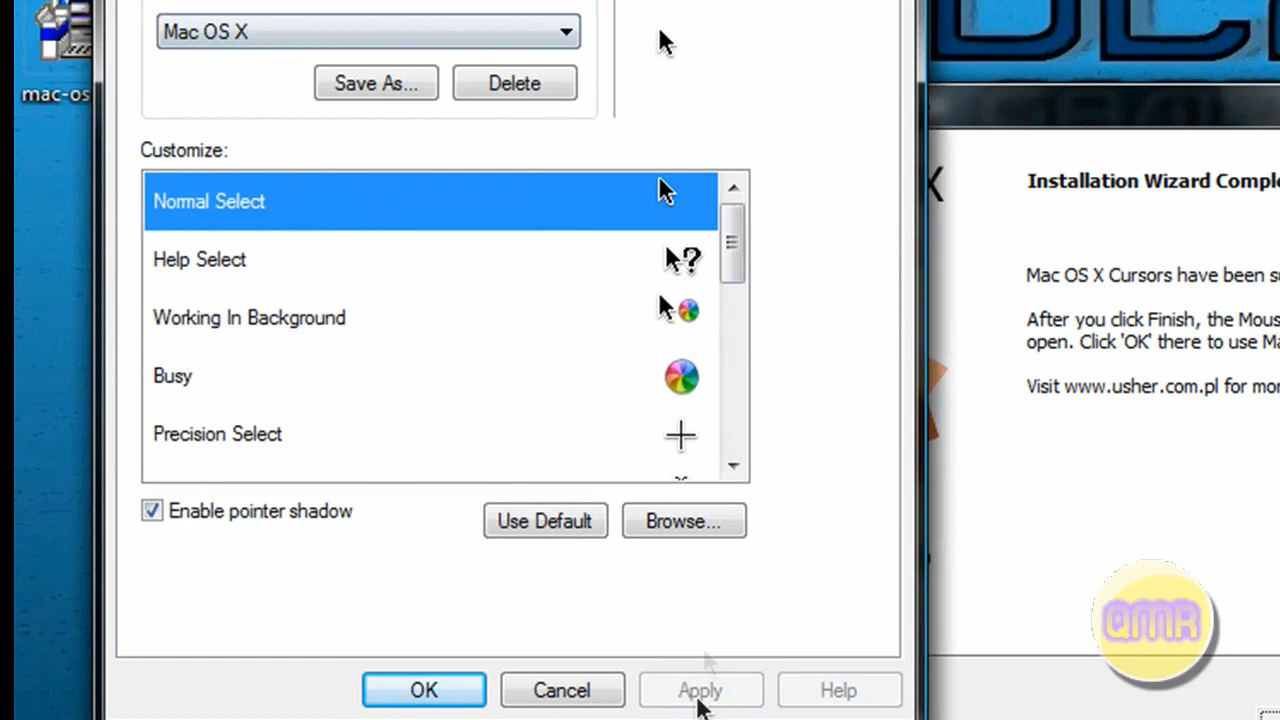 Mac OS X
Save As...
Delete
mac-os
Customize:
Normal Select
Help Select
Working In Background
Busy
Precision Select
Enable pointer shadow
Use Default
Browse...
OK
Cancel
Apply
Help
X
Installation Wizard Compl
Mac OS X Cursors have been su
After you click Finish, the Mous
open. Click 'OK' there to use Ma
Visit www.usher.com.pl for mor
QMR